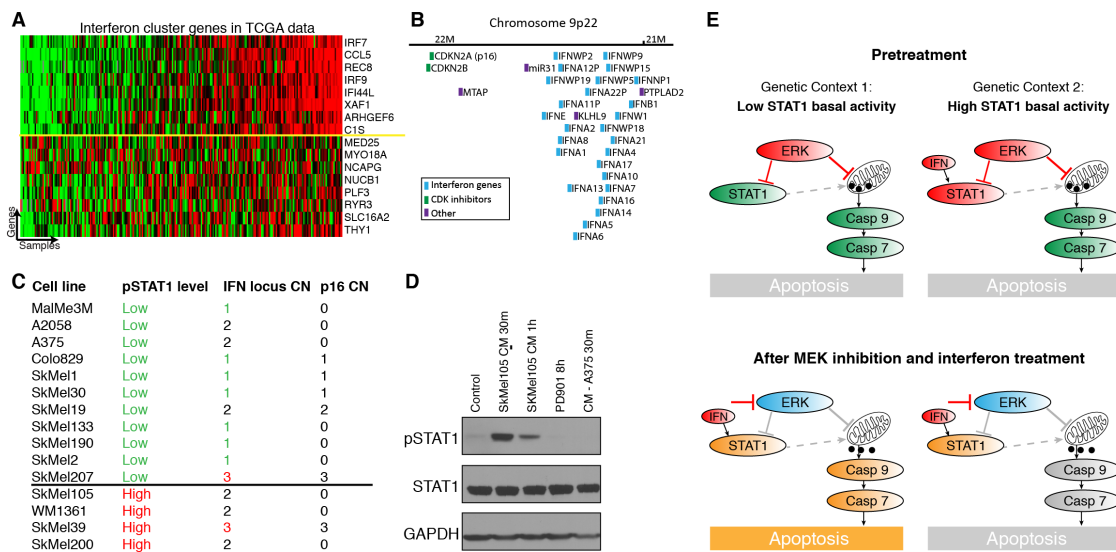 A
Interferon cluster genes in TCGA data
IRF7
CCL5
REC8
IRF9
IFI44L
XAF1
ARHGEF6
C1S
MED25
MYO18A
NCAPG
NUCB1
PLF3
RYR3
SLC16A2
THY1
Genes
Samples
B
Chromosome 9p22
22M
21M
CDKN2A (p16)
IFNWP2
IFNWP9
CDKN2B
miR31
IFNA12P
IFNWP15
IFNWP19
IFNWP5
IFNNP1
MTAP
IFNA22P
PTPLAD2
IFNA11P
IFNB1
IFNE
KLHL9
IFNW1
IFNA2
IFNWP18
IFNA8
IFNA21
IFNA1
IFNA4
IFNA17
IFNA10
IFNA13
IFNA7
IFNA16
IFNA14
IFNA5
IFNA6
Interferon genes
CDK inhibitors
Other
C
Cell line pSTAT1 level IFN locus CN p16 CN
MalMe3M Low 1 0
A2058 Low 2 0
A375 Low 2 0
Colo829 Low 1 1
SkMel1 Low 1 1
SkMel30 Low 1 1
SkMel19 Low 2 2
SkMel133 Low 1 0
SkMel190 Low 1 0
SkMel2 Low 1 0
SkMel207 Low 3 3
SkMel105 High 2 0
WM1361 High 2 0
SkMel39 High 3 3
SkMel200 High 2 0
D
Control
SkMel105 CM 30m
SKMel105 CM 1h
PD901 8h
CM - A375 30m
pSTAT1
STAT1
GAPDH
E
Pretreatment
Genetic Context 1:
Low STAT1 basal activity
ERK
STAT1
Casp 9
Casp 7
Apoptosis
Genetic Context 2:
High STAT1 basal activity
IFN
ERK
STAT1
Casp 9
Casp 7
Apoptosis
After MEK inhibition and interferon treatment
IFN
ERK
STAT1
Casp 9
Casp 7
Apoptosis
IFN
ERK
STAT1
Casp 9
Casp 7
Apoptosis